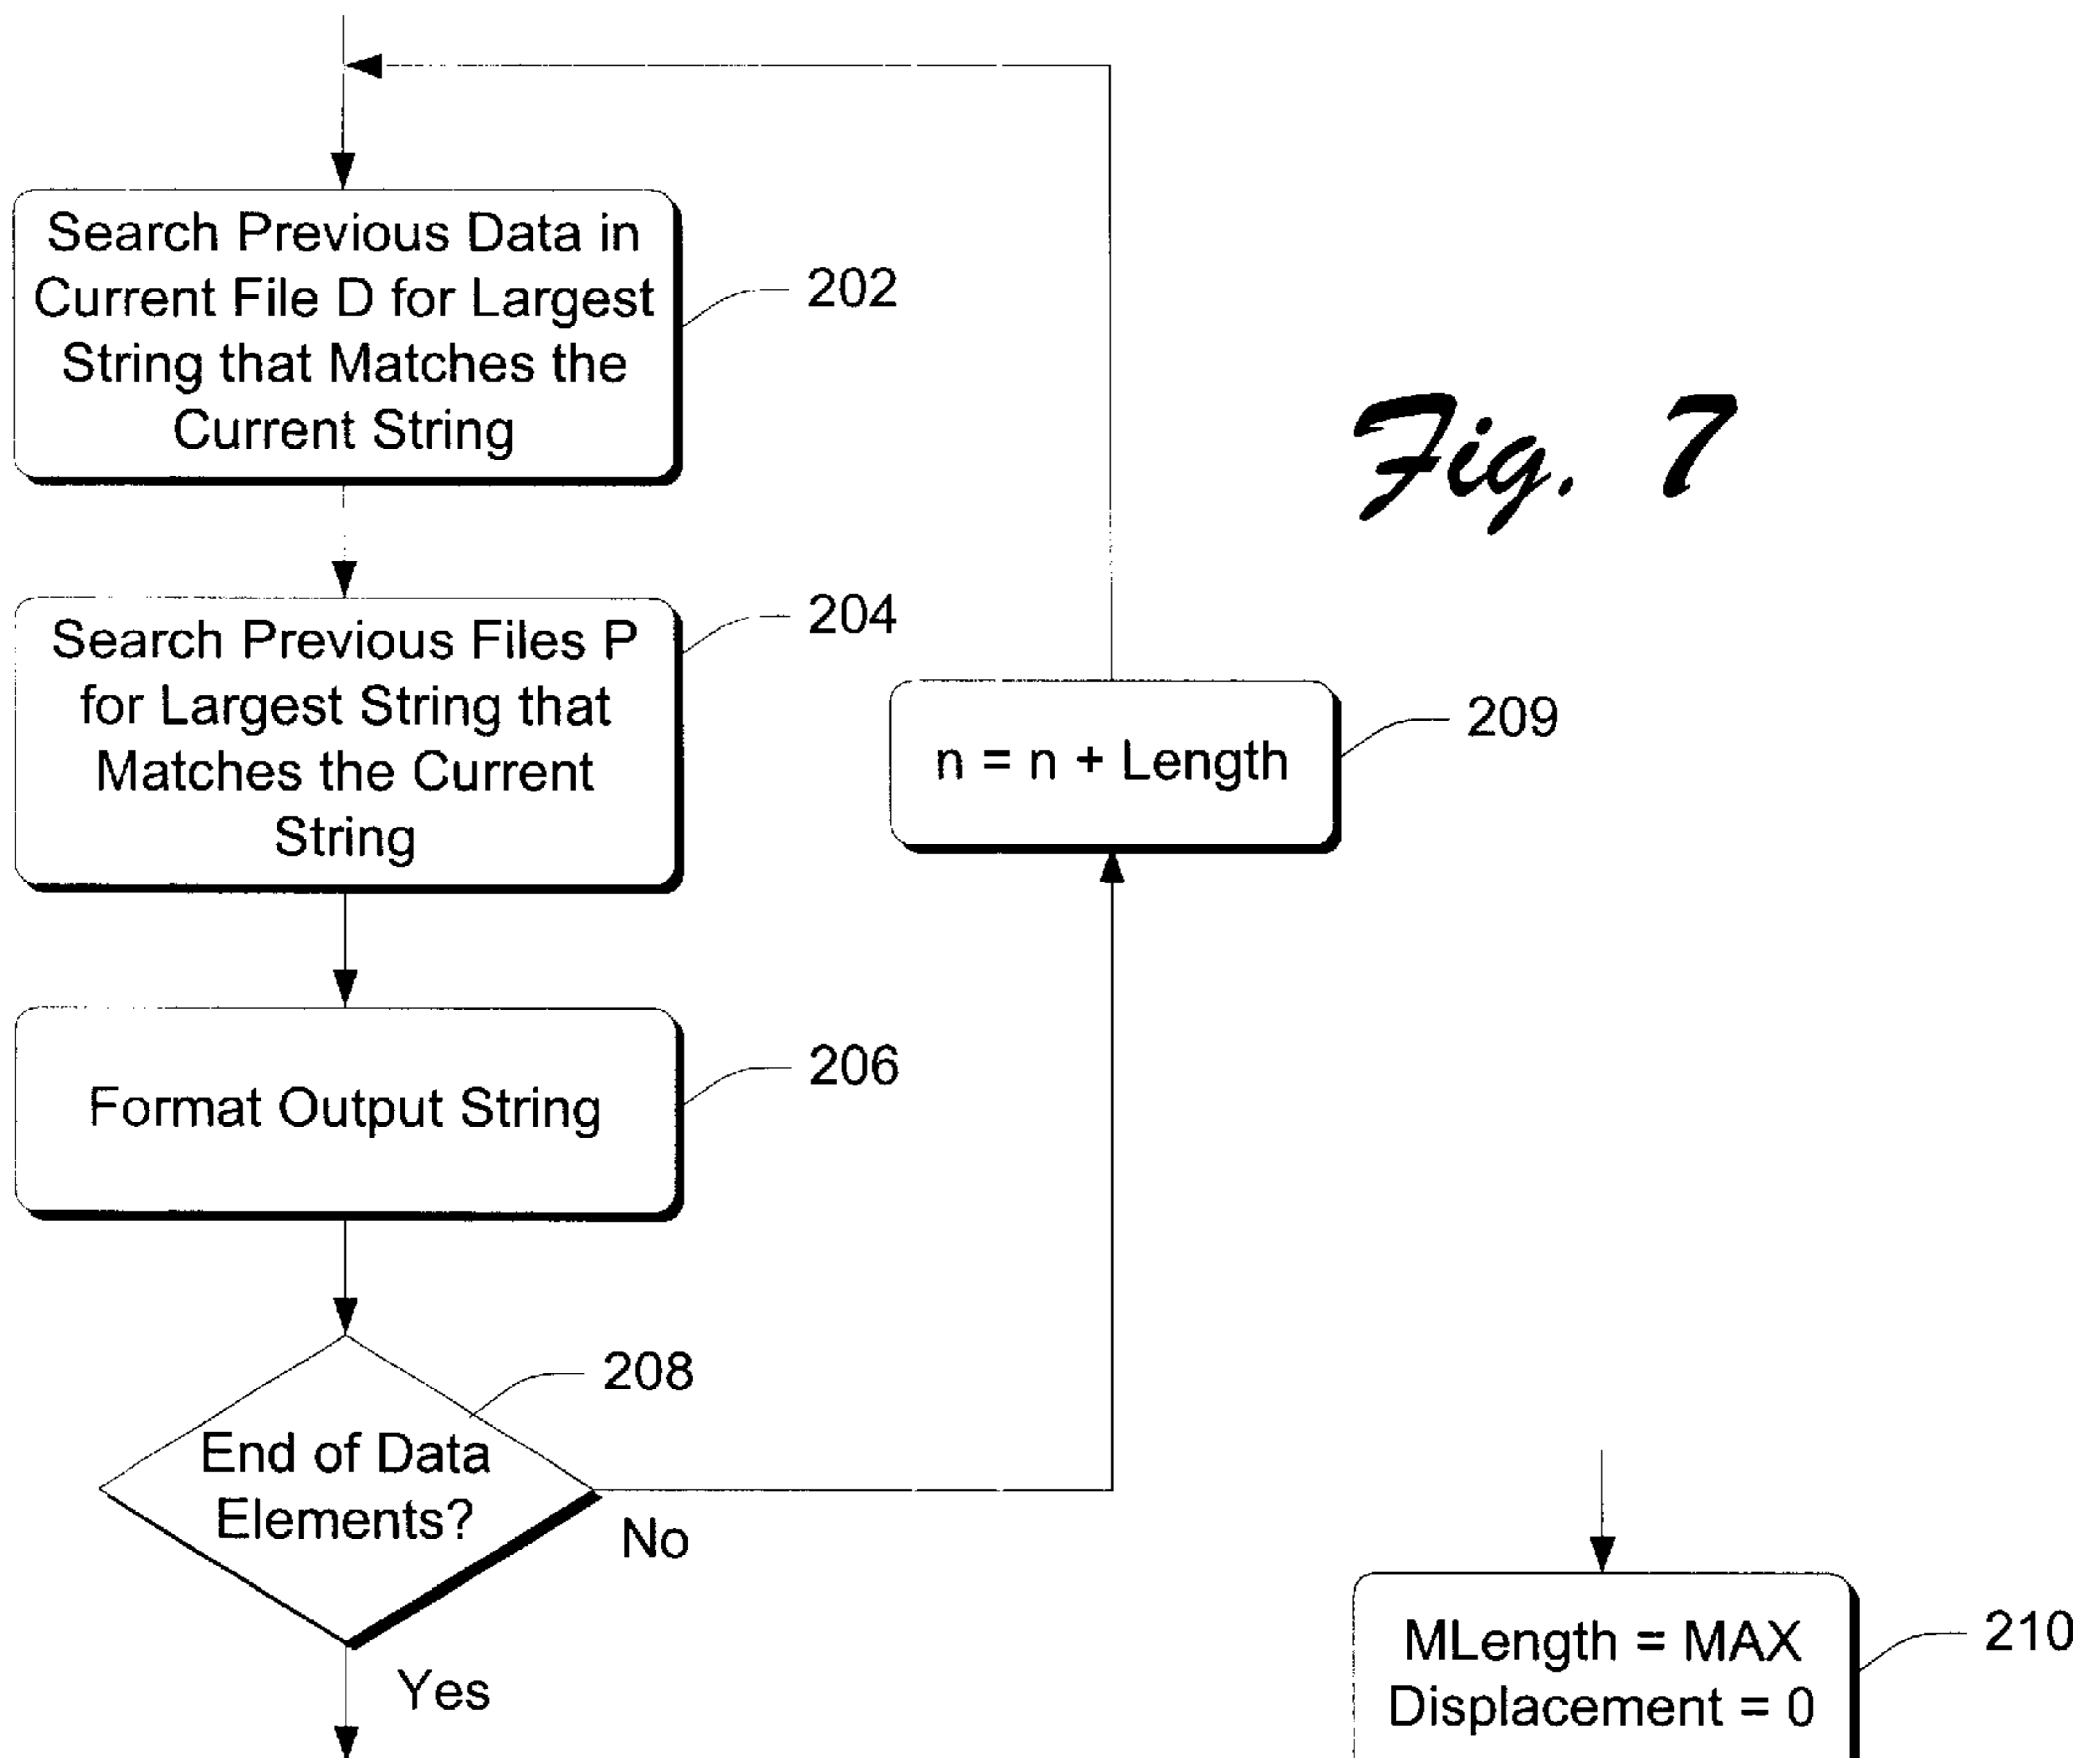 Search Previous Data in
Current File D for Largest
String that Matches the
Current String
202
Fig. 7
Search Previous Files P
for Largest String that
Matches the Current
String
204
n = n + Length
209
Format Output String
206
End of Data
Elements?
208
No
Yes
MLength = MAX
Displacement = 0
210